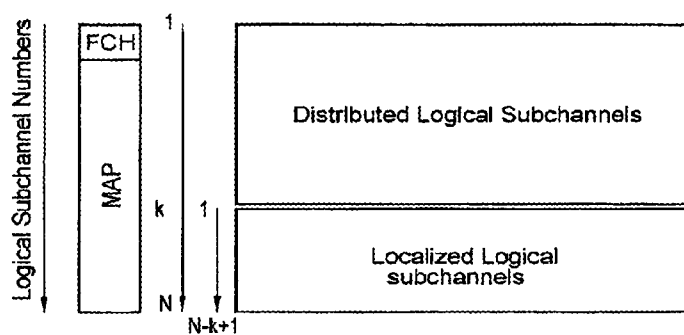 Logical Subchannel Numbers
FCH
MAP
1
k
N
1
N-k+1
Distributed Logical Subchannels
Localized Logical
subchannels